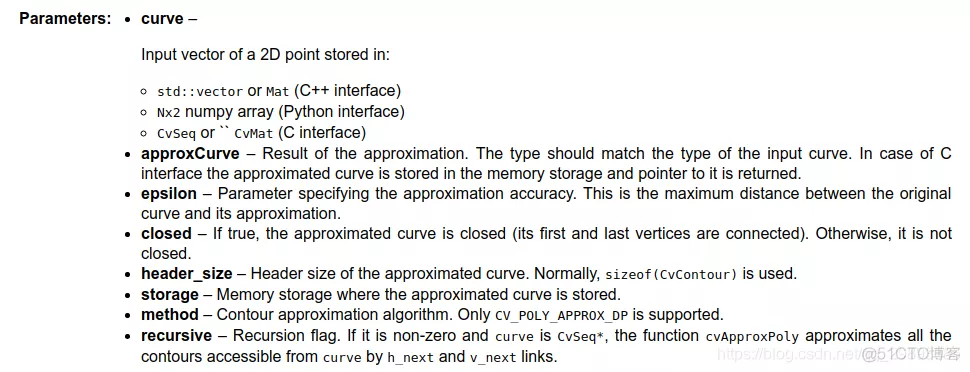 Parameters: • curve –
Input vector of a 2D point stored in:
◦ std::vector or Mat (C++ interface)
◦ Nx2 numpy array (Python interface)
◦ CvSeq or `` CvMat (C interface)
• approxCurve – Result of the approximation. The type should match the type of the input curve. In case of C
interface the approximated curve is stored in the memory storage and pointer to it is returned.
• epsilon – Parameter specifying the approximation accuracy. This is the maximum distance between the original
curve and its approximation.
• closed – If true, the approximated curve is closed (its first and last vertices are connected). Otherwise, it is not
closed.
• header_size – Header size of the approximated curve. Normally, sizeof(CvContour) is used.
• storage – Memory storage where the approximated curve is stored.
• method – Contour approximation algorithm. Only CV_POLY_APPROX_DP is supported.
• recursive – Recursion flag. If it is non-zero and curve is CvSeq*, the function cvApproxPoly approximates all the
contours accessible from curve by h_next and v_next links.
@51CTO博客